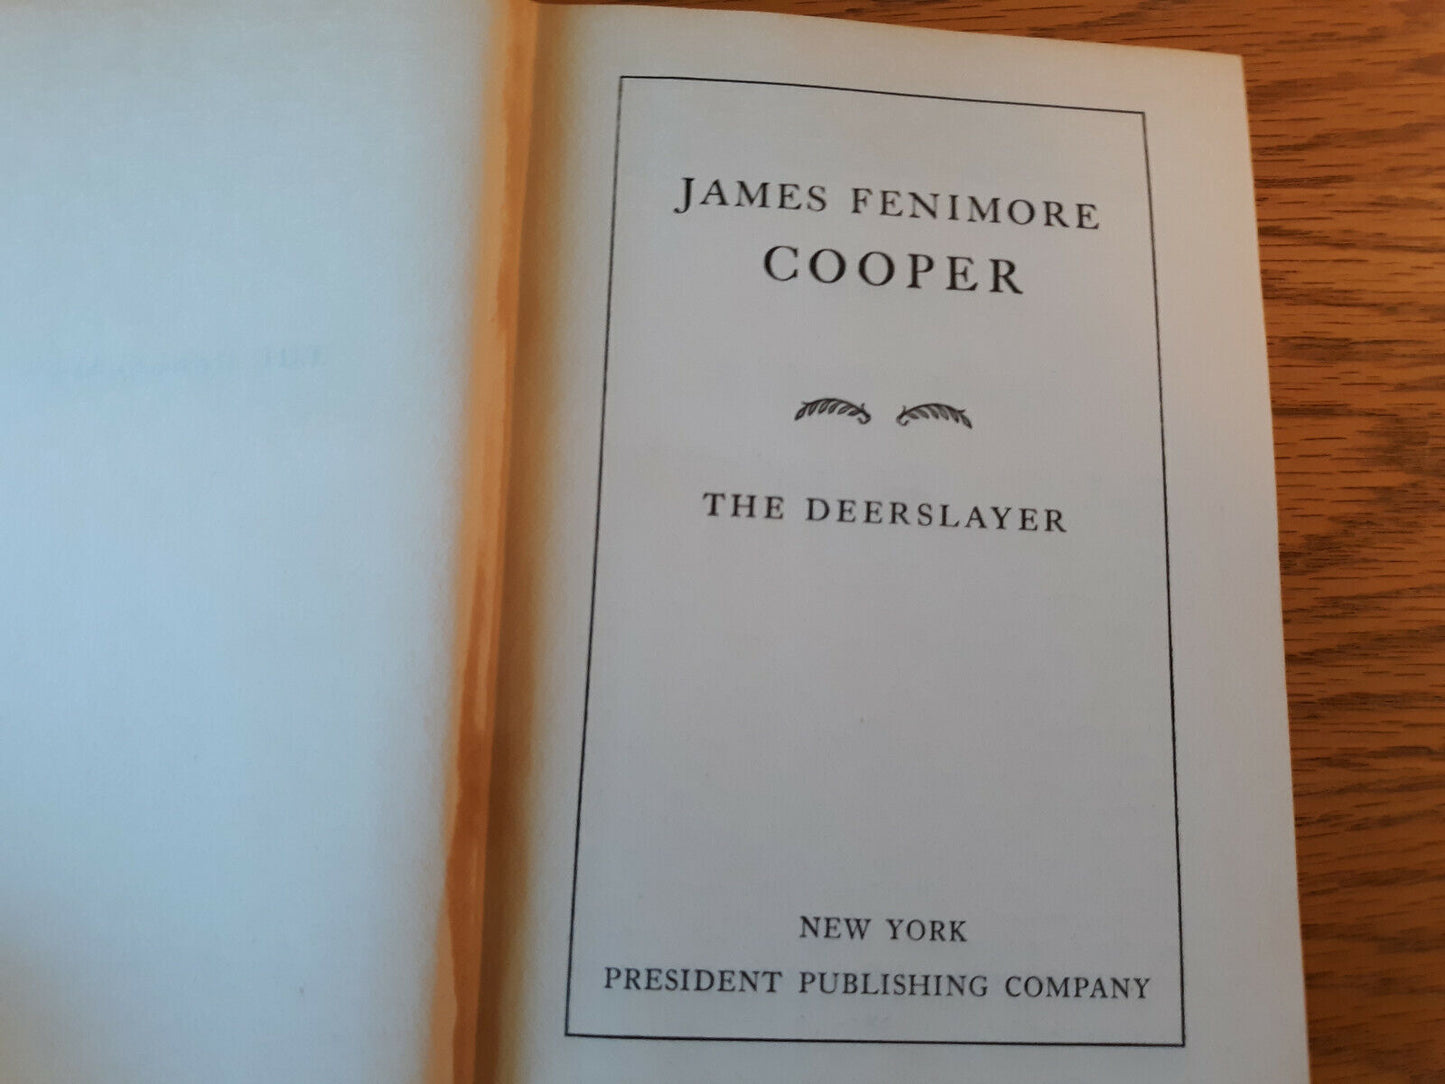 JAMES FENIMORE
COOPER
THE DEERSLAYER
NEW YORK
PRESIDENT PUBLISHING COMPANY